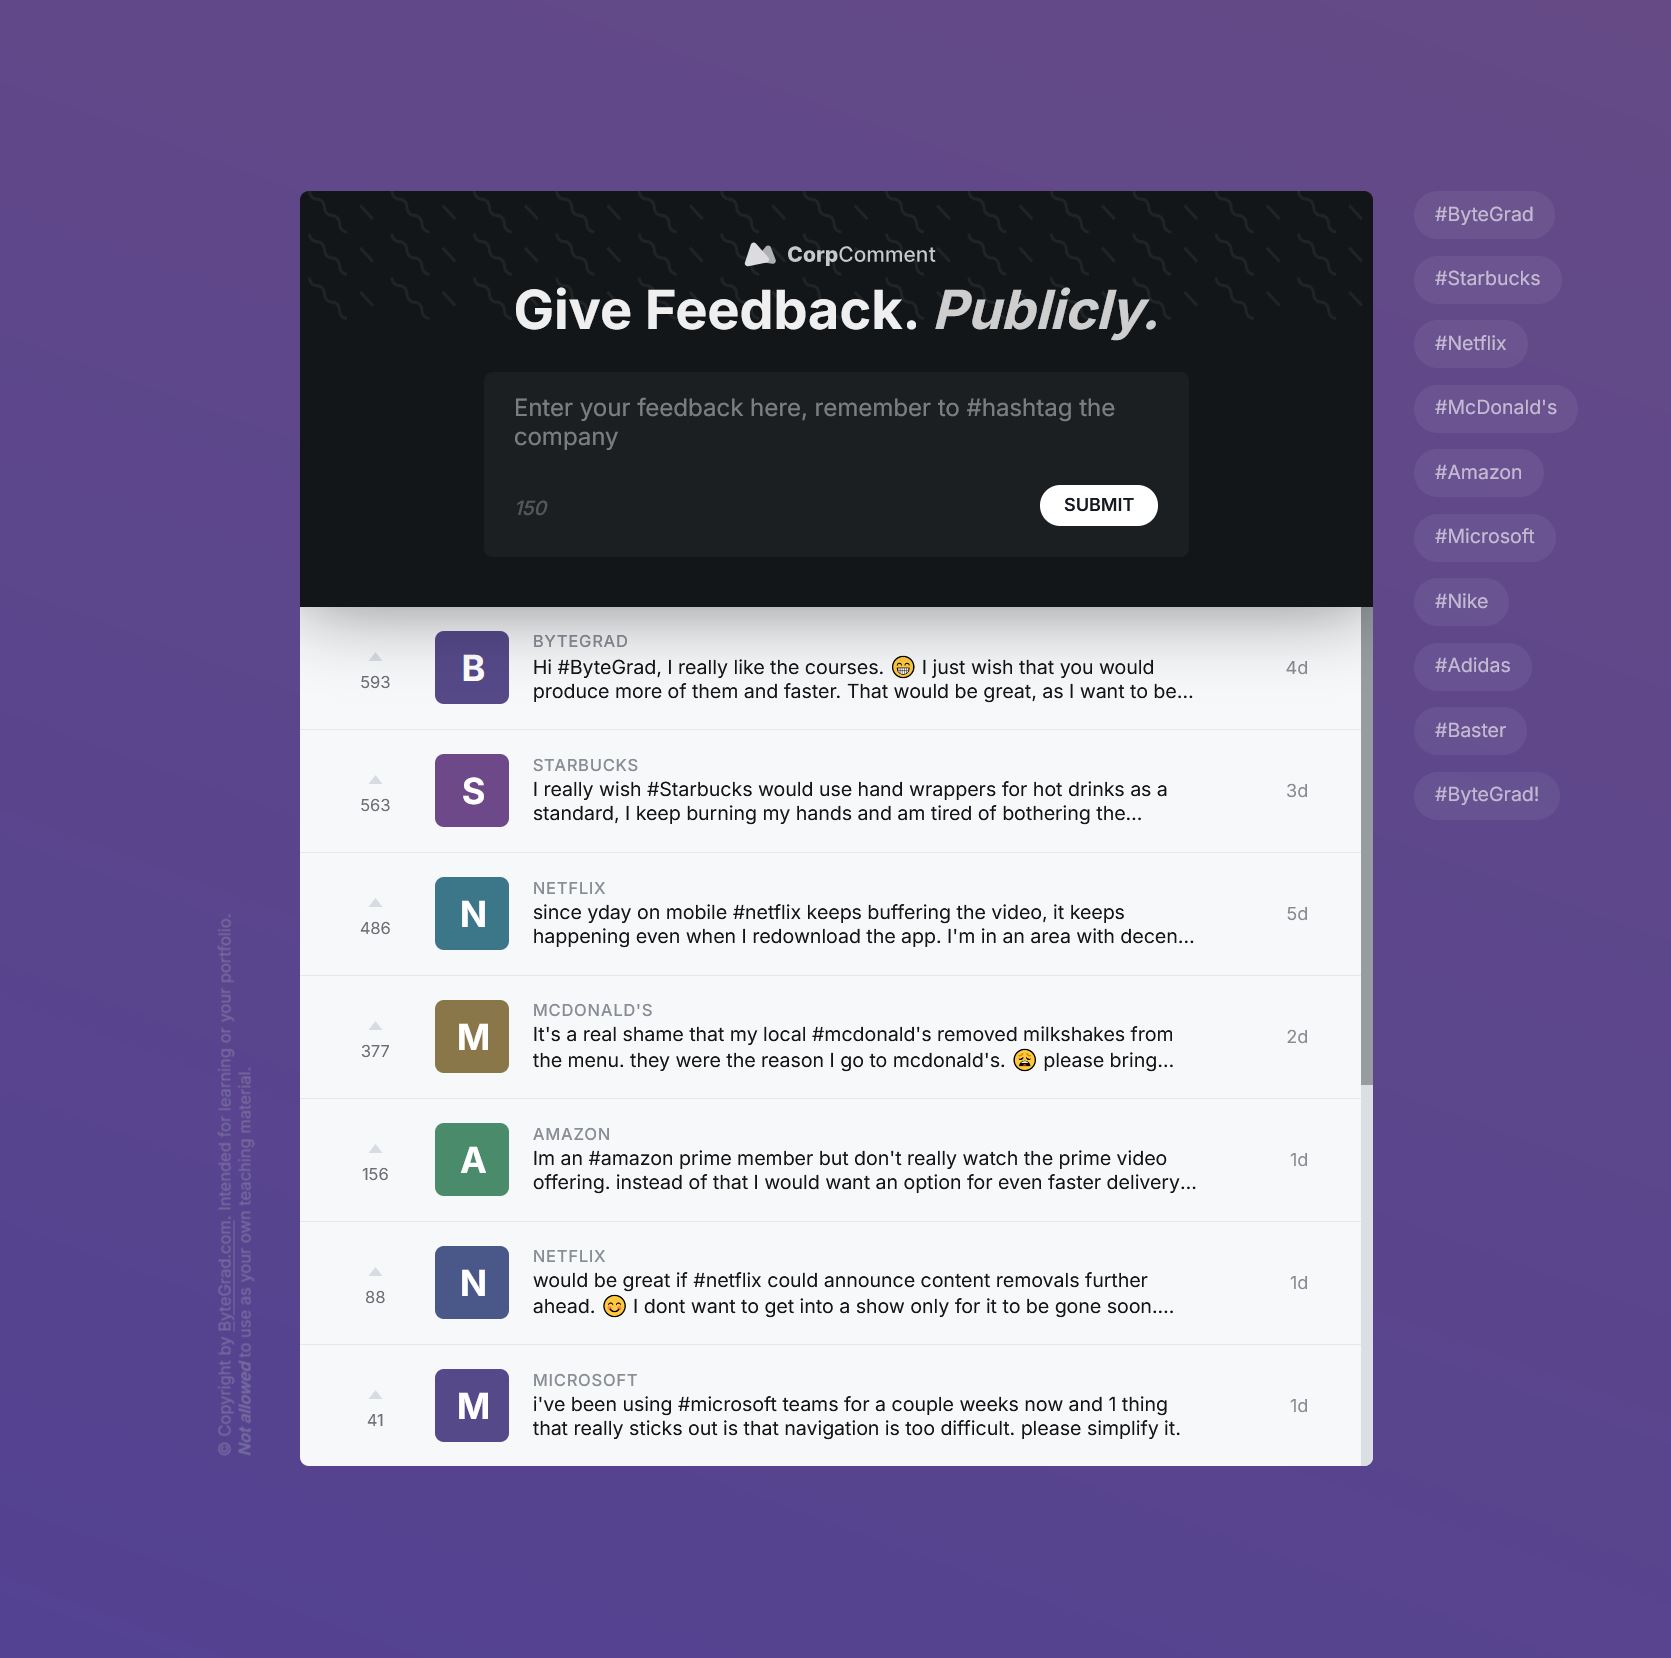 CorpComment
Give Feedback. Publicly.
Enter your feedback here, remember to #hashtag the
company
150
SUBMIT
593
B
BYTEGRAD
Hi #ByteGrad, I really like the courses. 😁 I just wish that you would
produce more of them and faster. That would be great, as I want to be...
4d
563
S
STARBUCKS
I really wish #Starbucks would use hand wrappers for hot drinks as a
standard, I keep burning my hands and am tired of bothering the...
3d
486
N
NETFLIX
since yday on mobile #netflix keeps buffering the video, it keeps
happening even when I redownload the app. I'm in an area with decen...
5d
377
M
MCDONALD'S
It's a real shame that my local #mcdonald's removed milkshakes from
the menu. they were the reason I go to mcdonald's. 😩 please bring...
2d
156
A
AMAZON
Im an #amazon prime member but don't really watch the prime video
offering. instead of that I would want an option for even faster delivery...
1d
88
N
NETFLIX
would be great if #netflix could announce content removals further
ahead. 😊 I dont want to get into a show only for it to be gone soon....
1d
41
M
MICROSOFT
i've been using #microsoft teams for a couple weeks now and 1 thing
that really sticks out is that navigation is too difficult. please simplify it.
1d
#ByteGrad
#Starbucks
#Netflix
#McDonald's
#Amazon
#Microsoft
#Nike
#Adidas
#Baster
#ByteGrad!
© Copyright by ByteGrad.com. Intended for learning or your portfolio.
Not allowed to use as your own teaching material.